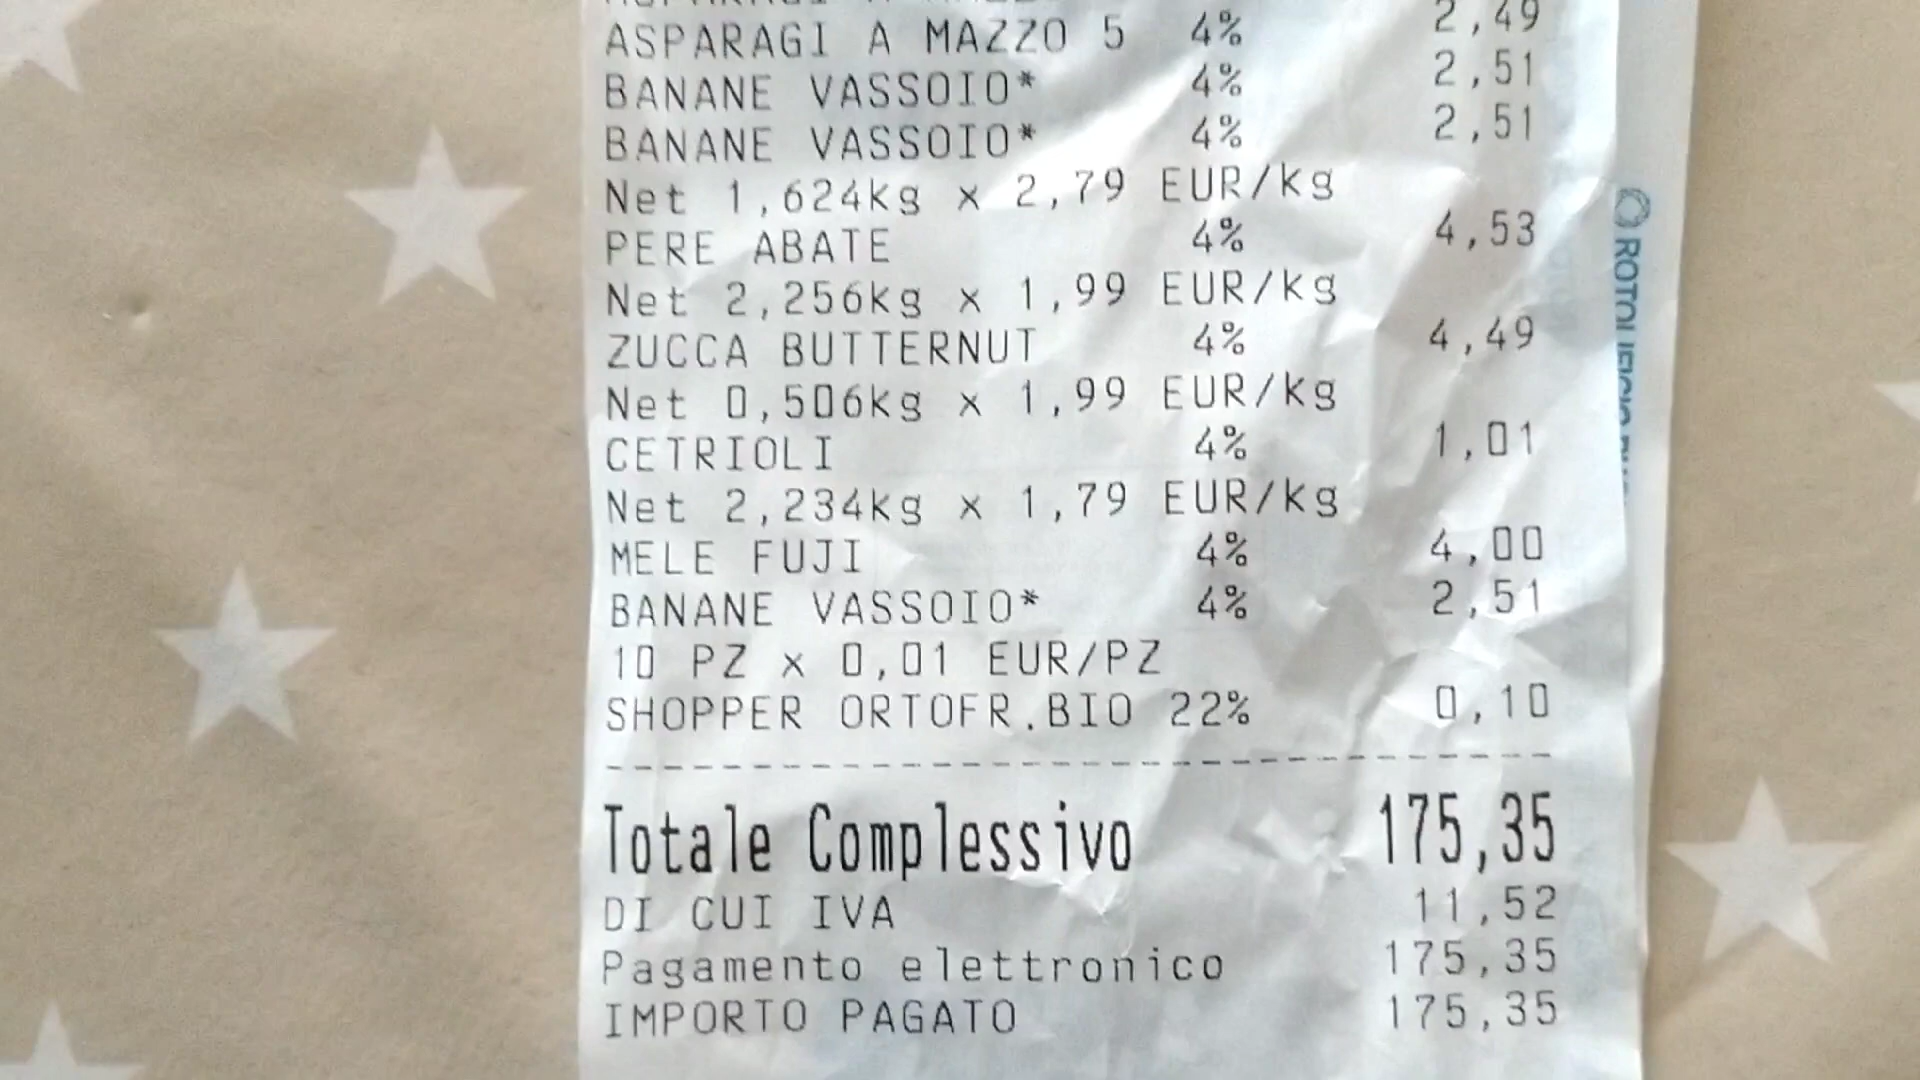 ASPARAGI A MAZZO 5 4% 2,49
BANANE VASSOIO* 4% 2,51
BANANE VASSOIO* 4% 2,51
Net 1,624kg x 2,79 EUR/kg
PERE ABATE 4% 4,53
Net 2,256kg x 1,99 EUR/kg
ZUCCA BUTTERNUT 4% 4,49
Net 0,506kg x 1,99 EUR/kg
CETRIOLI 4% 1,01
Net 2,234kg x 1,79 EUR/kg
MELE FUJI 4% 4,00
BANANE VASSOIO* 4% 2,51
10 PZ x 0,01 EUR/PZ
SHOPPER ORTOFR.BIO 22% 0,10
Totale Complessivo 175,35
DI CUI IVA 11,52
Pagamento elettronico 175,35
IMPORTO PAGATO 175,35